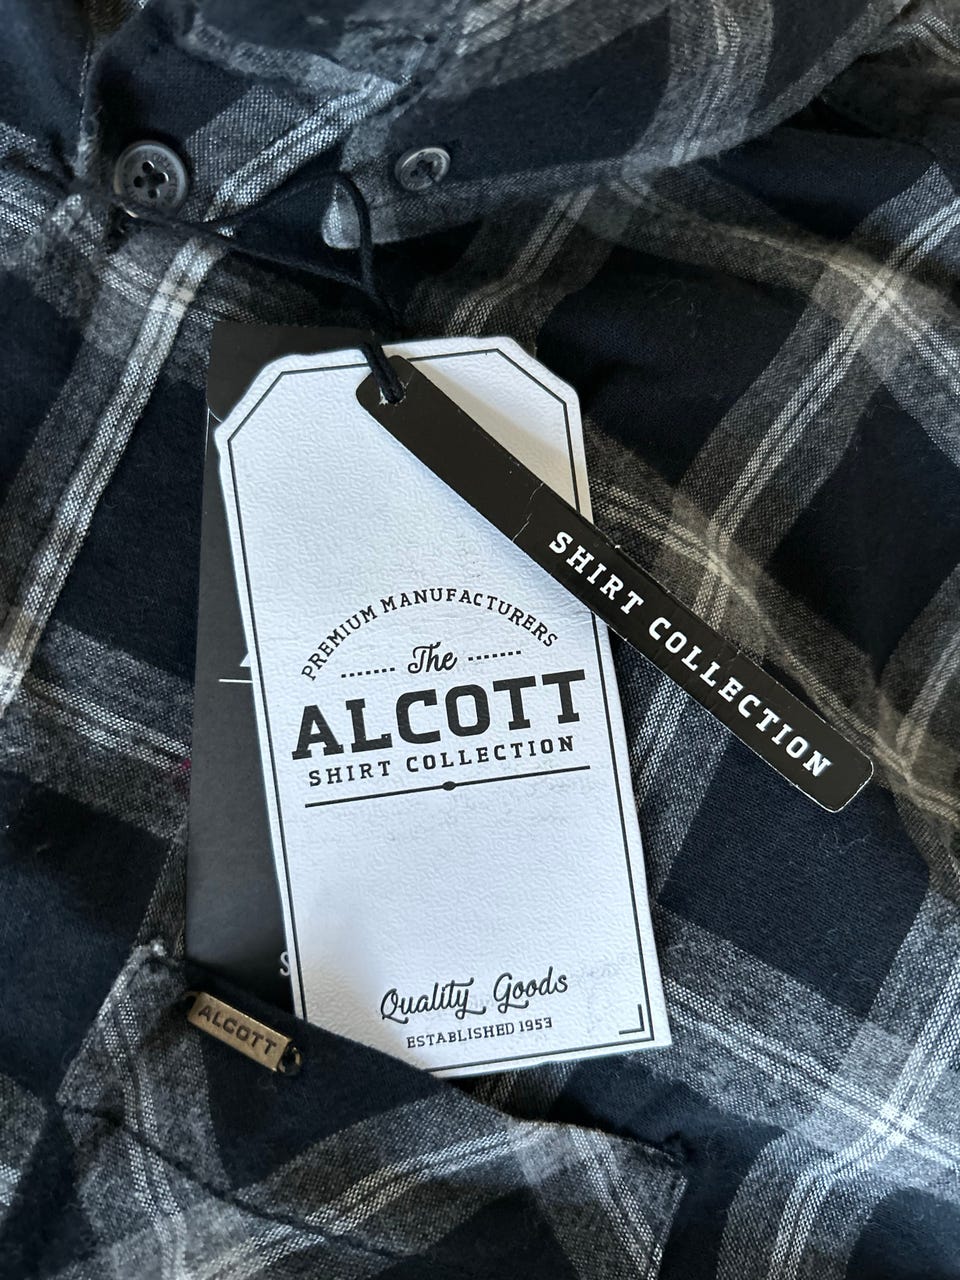 SHIRT COLLECTION
PREMIUM MANUFACTURERS
The
ALCOTT
SHIRT COLLECTION
Quality Goods
ESTABLISHED 1953
ALCOTT